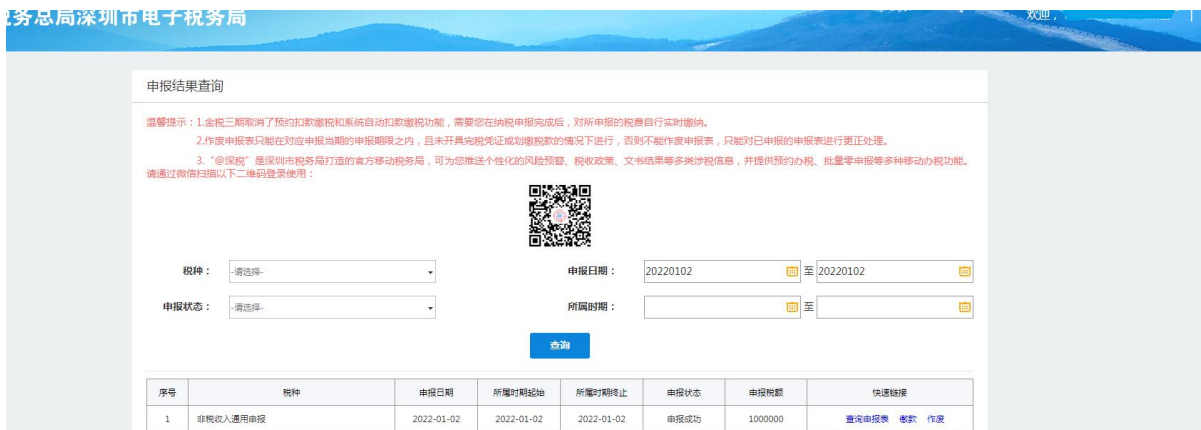 税务总局深圳市电子税务局
欢迎，
申报结果查询
温馨提示：1.金税三期取消了预约扣款缴税和系统自动扣款缴税功能，需要您在纳税申报完成后，对所申报的税费自行实时缴纳。
2.作废申报表只能在对应申报当期的申报期限之内，且未开具完税凭证或划缴税款的情况下进行，否则不能作废申报表，只能对已申报的申报表进行更正处理。
3. “@深税”是深圳市税务局打造的官方移动税务局，可为您推送个性化的风险预警、税收政策、文书结果等多类涉税信息，并提供预约办税、批量零申报等多种移动办税功能。
请通过微信扫描以下二维码登录使用：
税种： -请选择- 申报日期： 20220102 至 20220102
申报状态： -请选择- 所属时期： 至
查询
序号 税种 申报日期 所属时期起始 所属时期终止 申报状态 申报税额 快速链接
1 非税收入通用申报 2022-01-02 2022-01-02 2022-01-02 申报成功 1000000 查询申报表 缴款 作废